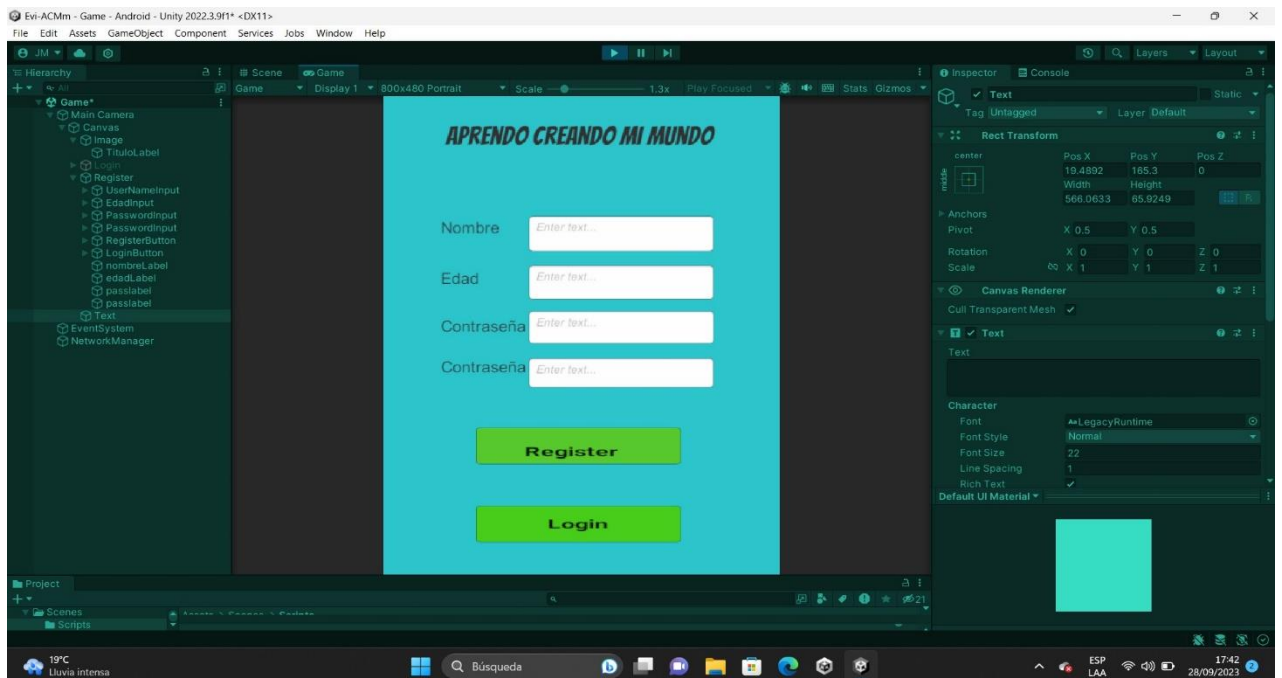 Evi-ACMm - Game - Android - Unity 2022.3.9f1* <DX11>
File Edit Assets GameObject Component Services Jobs Window Help
JM
Layers Layout
Hierarchy
All
Game*
Main Camera
Canvas
Image
TituloLabel
Login
Register
UserNameInput
EdadInput
PasswordInput
PasswordInput
RegisterButton
LoginButton
nombreLabel
edadLabel
passlabel
passlabel
Text
EventSystem
NetworkManager
Scene Game
Game Display 1 800x480 Portrait Scale 1.3x Play Focused Stats Gizmos
APRENDO CREANDO MI MUNDO
Nombre Enter text...
Edad Enter text...
Contraseña Enter text...
Contraseña Enter text...
Register
Login
Inspector Console
Text Static
Tag Untagged Layer Default
Rect Transform
center Pos X Pos Y Pos Z
middle 19.4892 165.3 0
Width Height
566.0633 65.9249 R
Anchors
Pivot X 0.5 Y 0.5
Rotation X 0 Y 0 Z 0
Scale X 1 Y 1 Z 1
Canvas Renderer
Cull Transparent Mesh
Text
Text
Character
Font LegacyRuntime
Font Style Normal
Font Size 22
Line Spacing 1
Rich Text
Default UI Material
Project
21
Scenes
Scripts
Assets > Scenes > Scripts
19°C
Lluvia intensa
Búsqueda
ESP
LAA
17:42
28/09/2023
2